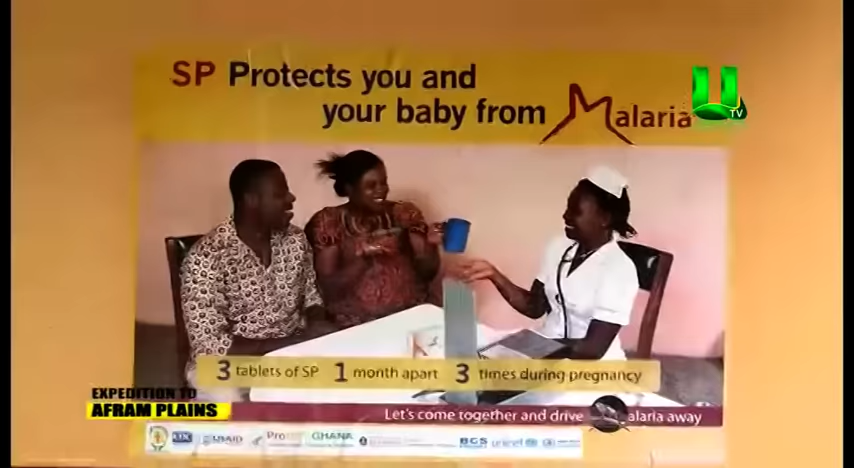 SP Protects you and
your baby from Malaria
U
TV
3 tablets of SP 1 month apart 3 times during pregnancy
EXPEDITION TO
AFRAM PLAINS
Let's come together and drive malaria away
USAID
GHANA
BCS
unicef